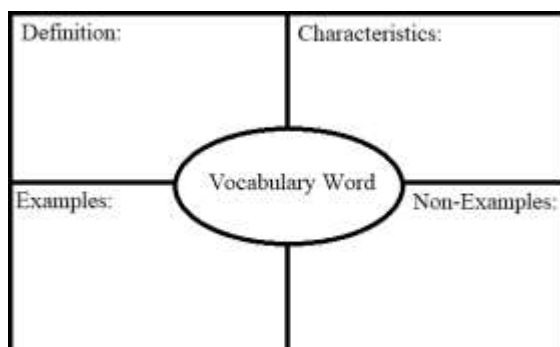 Definition:
Characteristics:
Vocabulary Word
Examples:
Non-Examples: